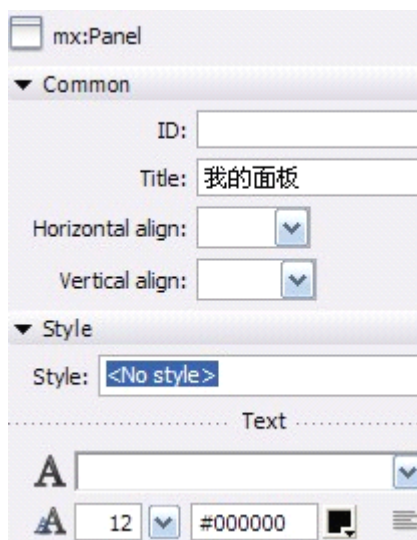 mx:Panel
Common
ID:
Title: 我的面板
Horizontal align:
Vertical align:
Style
Style: <No style>
Text
A
A 12 #000000